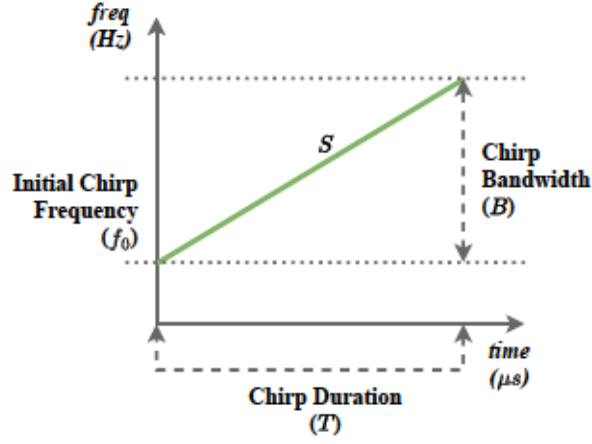 freq
(Hz)
S
Chirp
Bandwidth
(B)
Initial Chirp
Frequency
(f₀)
time
(μs)
Chirp Duration
(T)